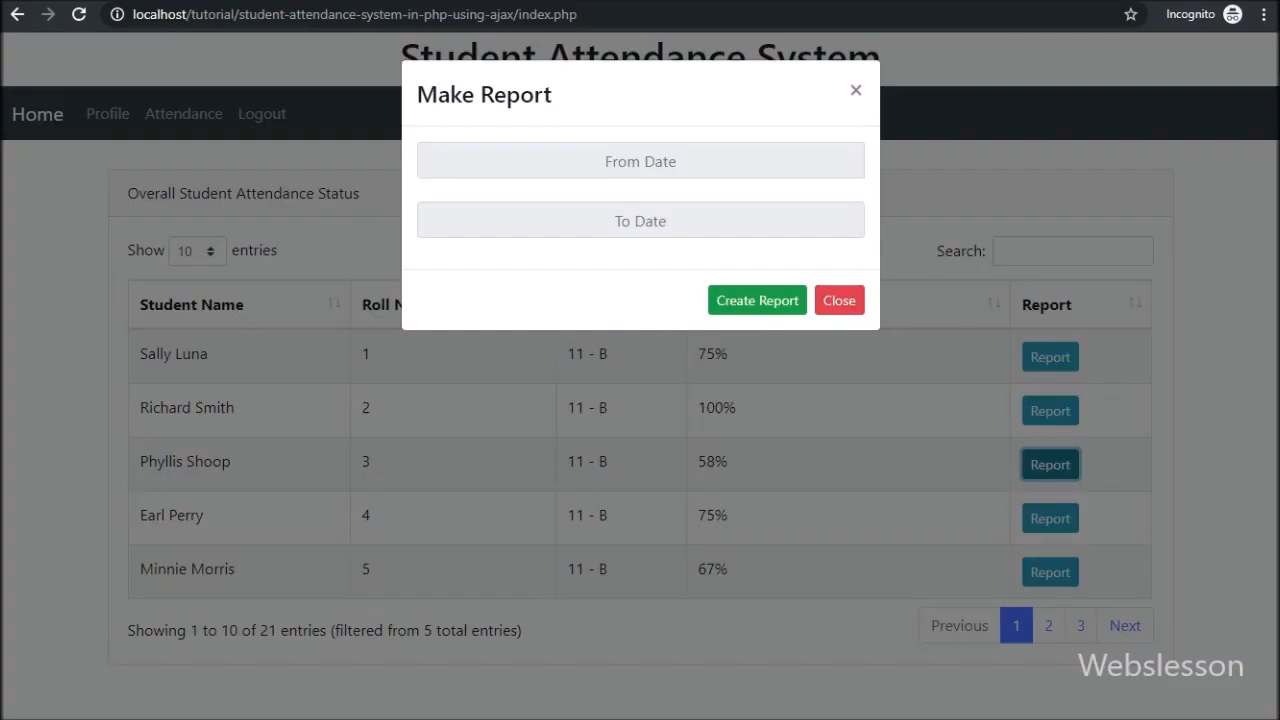 localhost/tutorial/student-attendance-system-in-php-using-ajax/index.php
Incognito
Student Attendance System
Make Report ×
Home Profile Attendance Logout
From Date
Overall Student Attendance Status
To Date
Show 10 entries
Search:
Create Report Close
Student Name Roll N Report
Sally Luna 1 11 - B 75% Report
Richard Smith 2 11 - B 100% Report
Phyllis Shoop 3 11 - B 58% Report
Earl Perry 4 11 - B 75% Report
Minnie Morris 5 11 - B 67% Report
Showing 1 to 10 of 21 entries (filtered from 5 total entries)
Previous 1 2 3 Next
Webslesson